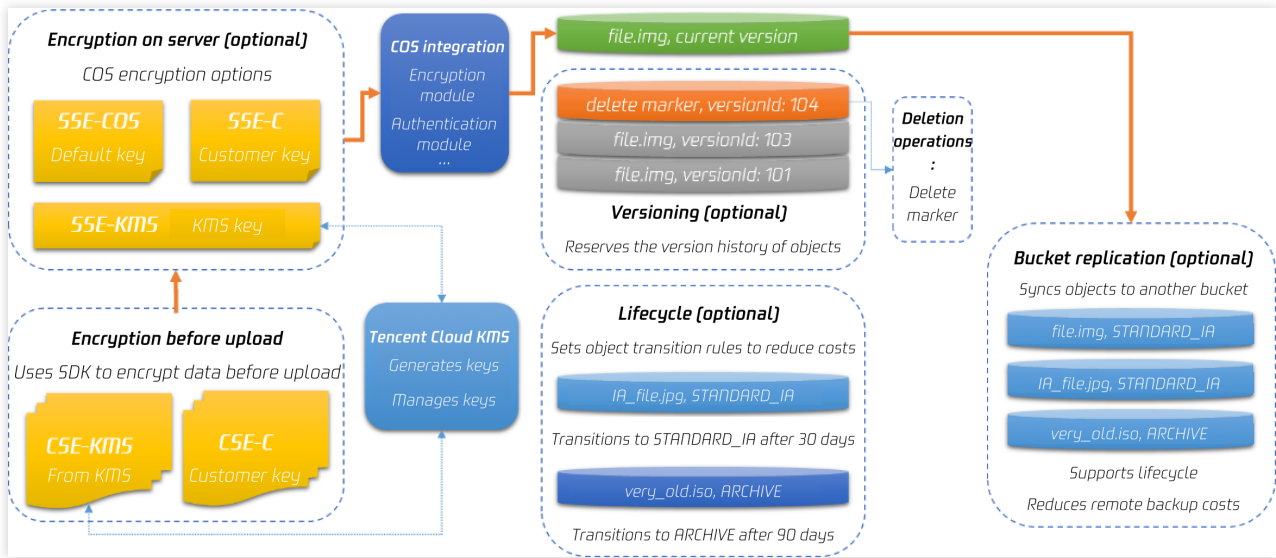 Encryption on server (optional)
COS encryption options
SSE-COS
Default key
SSE-C
Customer key
SSE-KMS KMS key
Encryption before upload
Uses SDK to encrypt data before upload
CSE-KMS
From KMS
CSE-C
Customer key
COS integration
Encryption
module
Authentication
module
...
Tencent Cloud KMS
Generates keys
Manages keys
file.img, current version
delete marker, versionId: 104
file.img, versionId: 103
file.img, versionId: 101
Versioning (optional)
Reserves the version history of objects
Deletion
operations
:
Delete
marker
Lifecycle (optional)
Sets object transition rules to reduce costs
IA_file.jpg, STANDARD_IA
Transitions to STANDARD_IA after 30 days
very_old.iso, ARCHIVE
Transitions to ARCHIVE after 90 days
Bucket replication (optional)
Syncs objects to another bucket
file.img, STANDARD_IA
IA_file.jpg, STANDARD_IA
very_old.iso, ARCHIVE
Supports lifecycle
Reduces remote backup costs